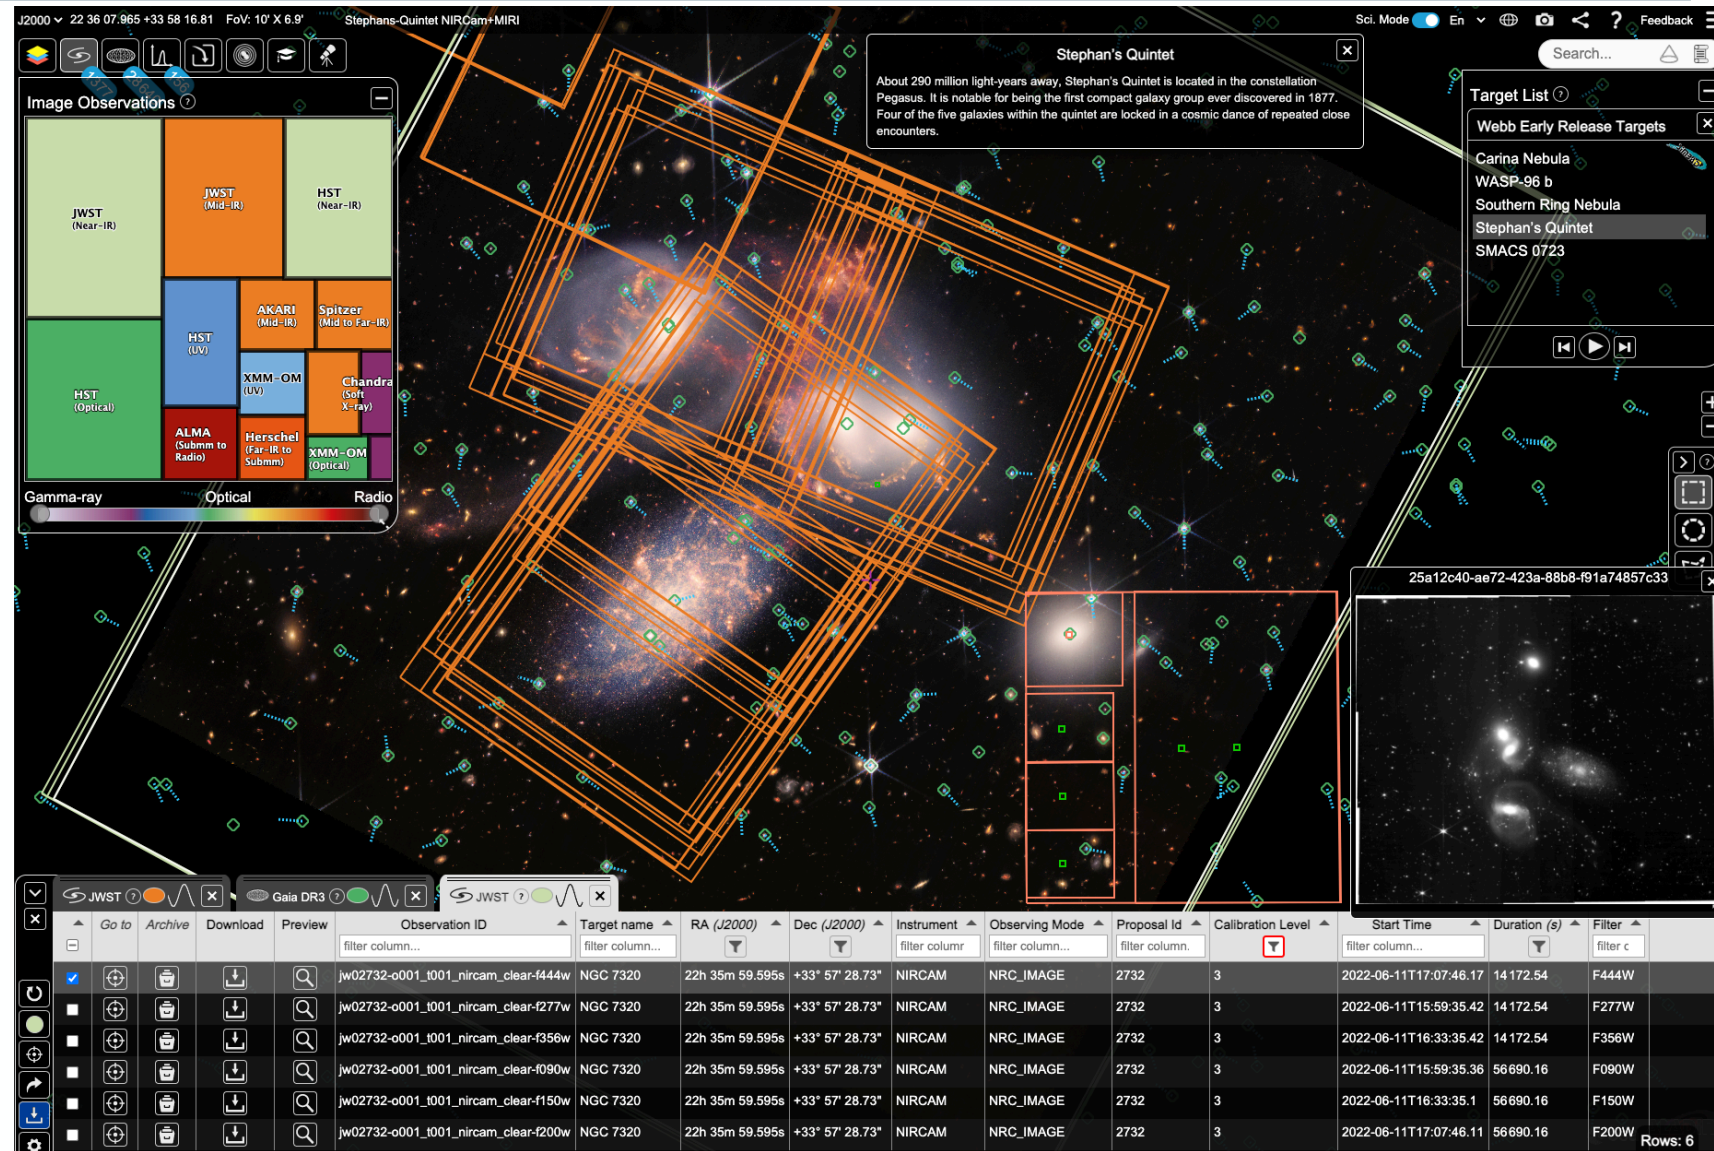 J2000 22 36 07.965 +33 58 16.81 FoV: 10' X 6.9' Stephans-Quintet NIRCam+MIRI
Sci. Mode En ? Feedback
Search...
1377 2864 156
Image Observations ?
JWST
(Near-IR)
JWST
(Mid-IR)
HST
(Near-IR)
HST
(Optical)
HST
(UV)
AKARI
(Mid-IR)
Spitzer
(Mid to Far-IR)
XMM-OM
(UV)
Chandra
(Soft
X-ray)
ALMA
(Submm to
Radio)
Herschel
(Far-IR to
Submm)
XMM-OM
(Optical)
Gamma-ray Optical Radio
Stephan's Quintet
About 290 million light-years away, Stephan's Quintet is located in the constellation
Pegasus. It is notable for being the first compact galaxy group ever discovered in 1877.
Four of the five galaxies within the quintet are locked in a cosmic dance of repeated close
encounters.
Target List ?
Webb Early Release Targets
Carina Nebula
WASP-96 b
Southern Ring Nebula
Stephan's Quintet
SMACS 0723
25a12c40-ae72-423a-88b8-f91a74857c33
JWST ? Gaia DR3 ? JWST ?
Go to Archive Download Preview Observation ID Target name RA (J2000) Dec (J2000) Instrument Observing Mode Proposal Id Calibration Level Start Time Duration (s) Filter
filter column... filter column... filter columr filter column... filter column. filter column... filter c
jw02732-o001_t001_nircam_clear-f444w NGC 7320 22h 35m 59.595s +33° 57' 28.73" NIRCAM NRC_IMAGE 2732 3 2022-06-11T17:07:46.17 14172.54 F444W
jw02732-o001_t001_nircam_clear-f277w NGC 7320 22h 35m 59.595s +33° 57' 28.73" NIRCAM NRC_IMAGE 2732 3 2022-06-11T15:59:35.42 14172.54 F277W
jw02732-o001_t001_nircam_clear-f356w NGC 7320 22h 35m 59.595s +33° 57' 28.73" NIRCAM NRC_IMAGE 2732 3 2022-06-11T16:33:35.42 14172.54 F356W
jw02732-o001_t001_nircam_clear-f090w NGC 7320 22h 35m 59.595s +33° 57' 28.73" NIRCAM NRC_IMAGE 2732 3 2022-06-11T15:59:35.36 56690.16 F090W
jw02732-o001_t001_nircam_clear-f150w NGC 7320 22h 35m 59.595s +33° 57' 28.73" NIRCAM NRC_IMAGE 2732 3 2022-06-11T16:33:35.1 56690.16 F150W
jw02732-o001_t001_nircam_clear-f200w NGC 7320 22h 35m 59.595s +33° 57' 28.73" NIRCAM NRC_IMAGE 2732 3 2022-06-11T17:07:46.11 56690.16 F200W
Rows: 6